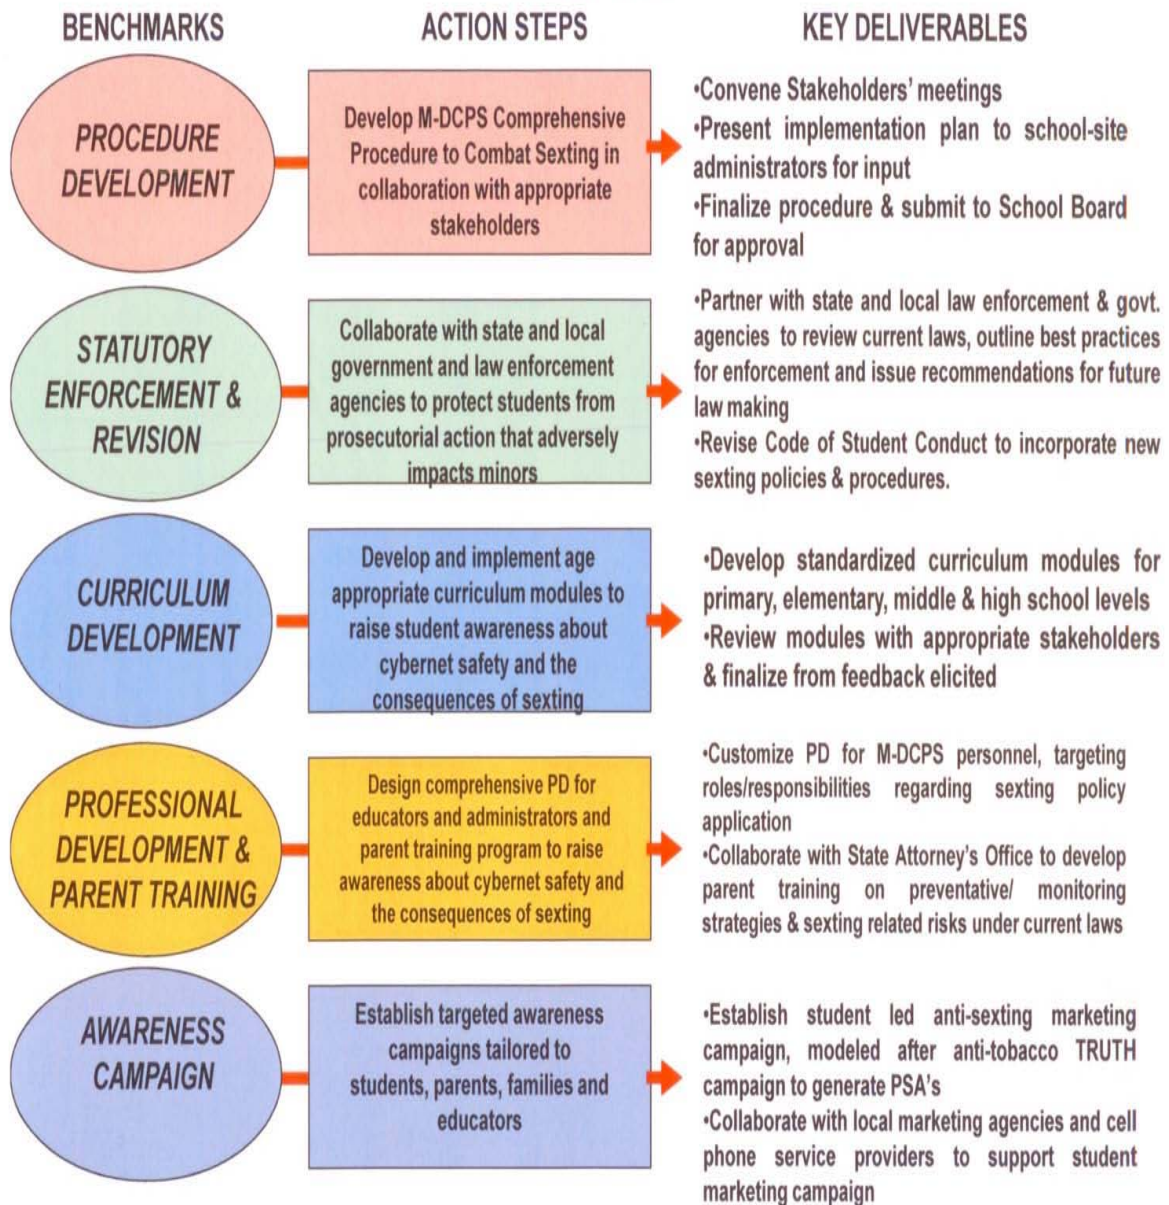 BENCHMARKS
ACTION STEPS
KEY DELIVERABLES
PROCEDURE
DEVELOPMENT
Develop M-DCPS Comprehensive
Procedure to Combat Sexting in
collaboration with appropriate
stakeholders
•Convene Stakeholders' meetings
•Present implementation plan to school-site
administrators for input
•Finalize procedure & submit to School Board
for approval
STATUTORY
ENFORCEMENT &
REVISION
Collaborate with state and local
government and law enforcement
agencies to protect students from
prosecutorial action that adversely
impacts minors
•Partner with state and local law enforcement & govt.
agencies to review current laws, outline best practices
for enforcement and issue recommendations for future
law making
•Revise Code of Student Conduct to incorporate new
sexting policies & procedures.
CURRICULUM
DEVELOPMENT
Develop and implement age
appropriate curriculum modules to
raise student awareness about
cybernet safety and the
consequences of sexting
•Develop standardized curriculum modules for
primary, elementary, middle & high school levels
•Review modules with appropriate stakeholders
& finalize from feedback elicited
PROFESSIONAL
DEVELOPMENT &
PARENT TRAINING
Design comprehensive PD for
educators and administrators and
parent training program to raise
awareness about cybernet safety and
the consequences of sexting
•Customize PD for M-DCPS personnel, targeting
roles/responsibilities regarding sexting policy
application
•Collaborate with State Attorney's Office to develop
parent training on preventative/ monitoring
strategies & sexting related risks under current laws
AWARENESS
CAMPAIGN
Establish targeted awareness
campaigns tailored to
students, parents, families and
educators
•Establish student led anti-sexting marketing
campaign, modeled after anti-tobacco TRUTH
campaign to generate PSA's
•Collaborate with local marketing agencies and cell
phone service providers to support student
marketing campaign